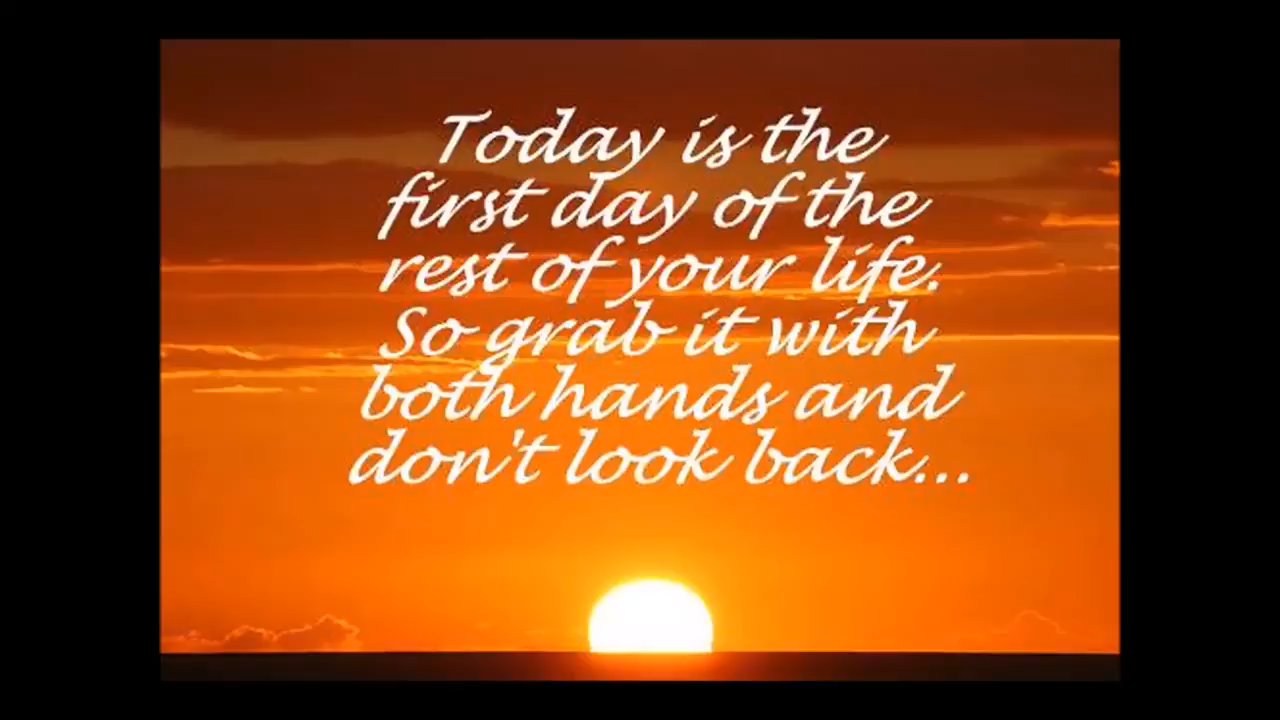 Today is the
first day of the
rest of your life.
So grab it with
both hands and
don't look back...